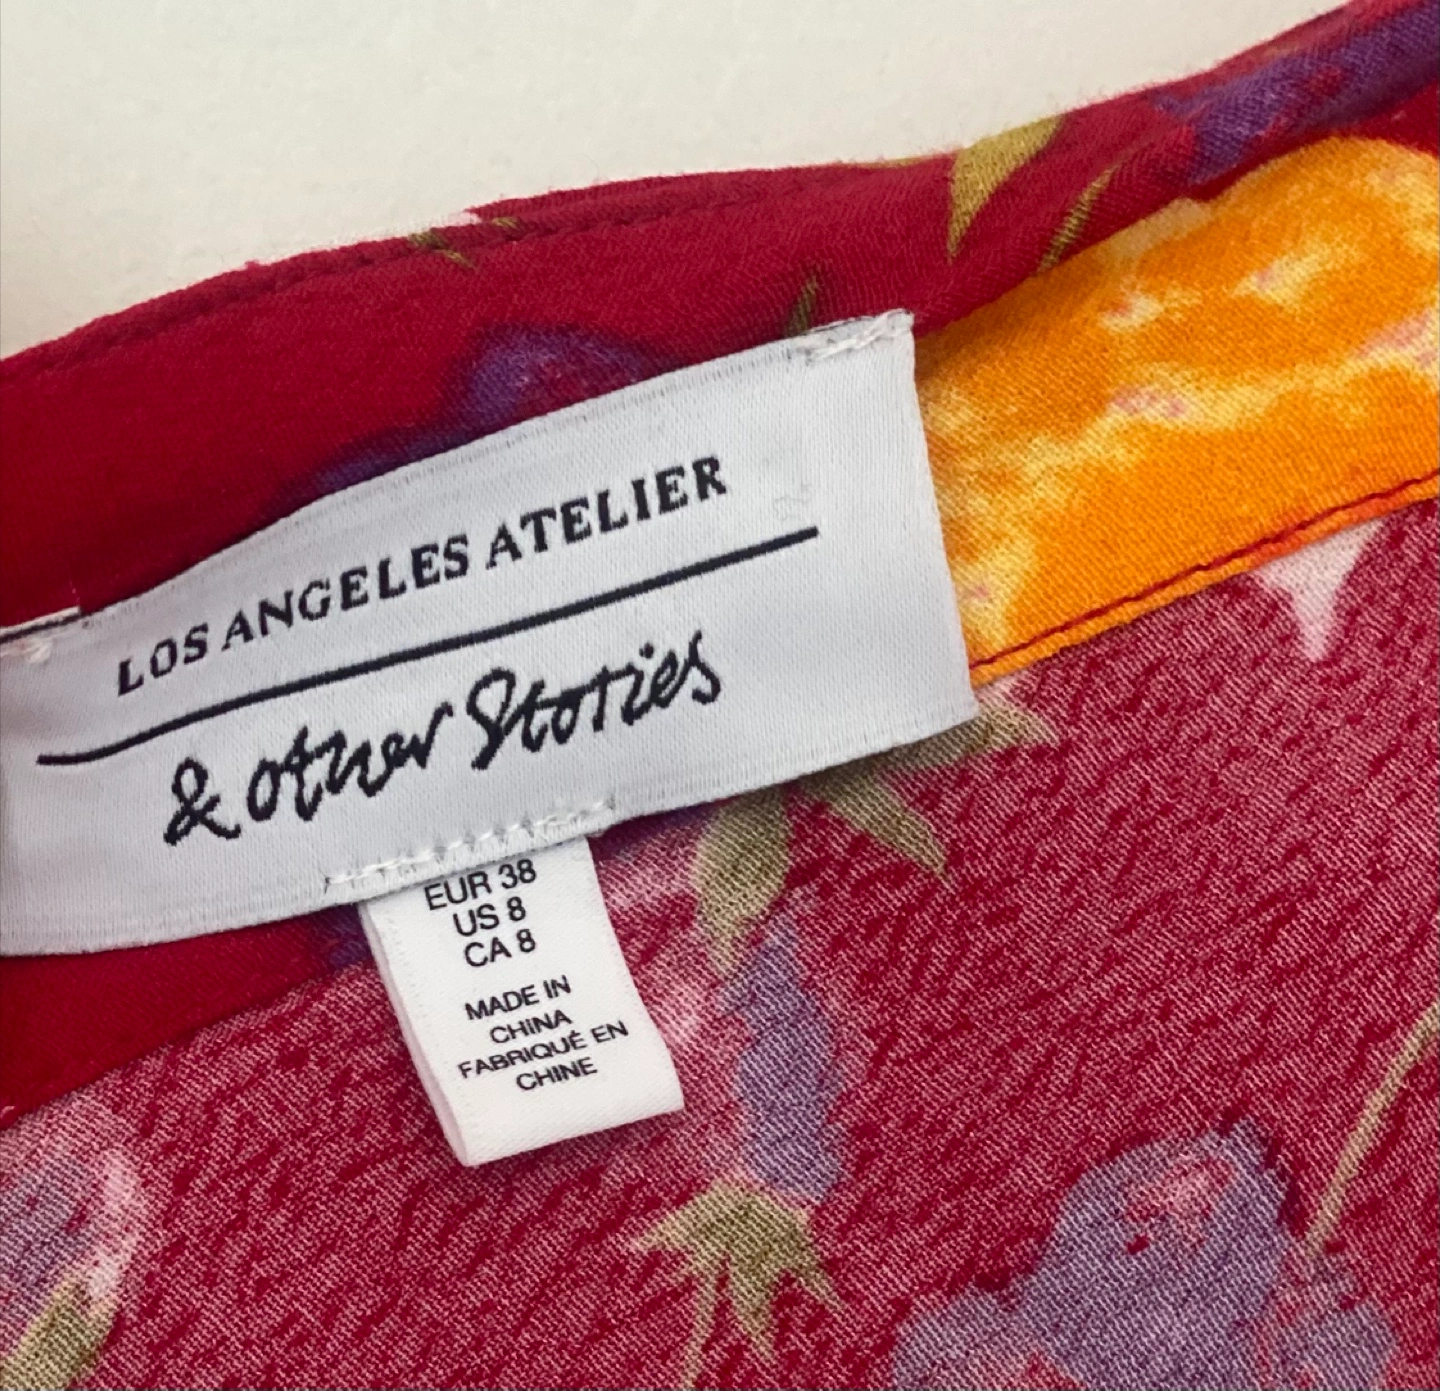 LOS ANGELES ATELIER
& other Stories
EUR 38
US 8
CA 8
MADE IN
CHINA
FABRIQUÉ EN
CHINE